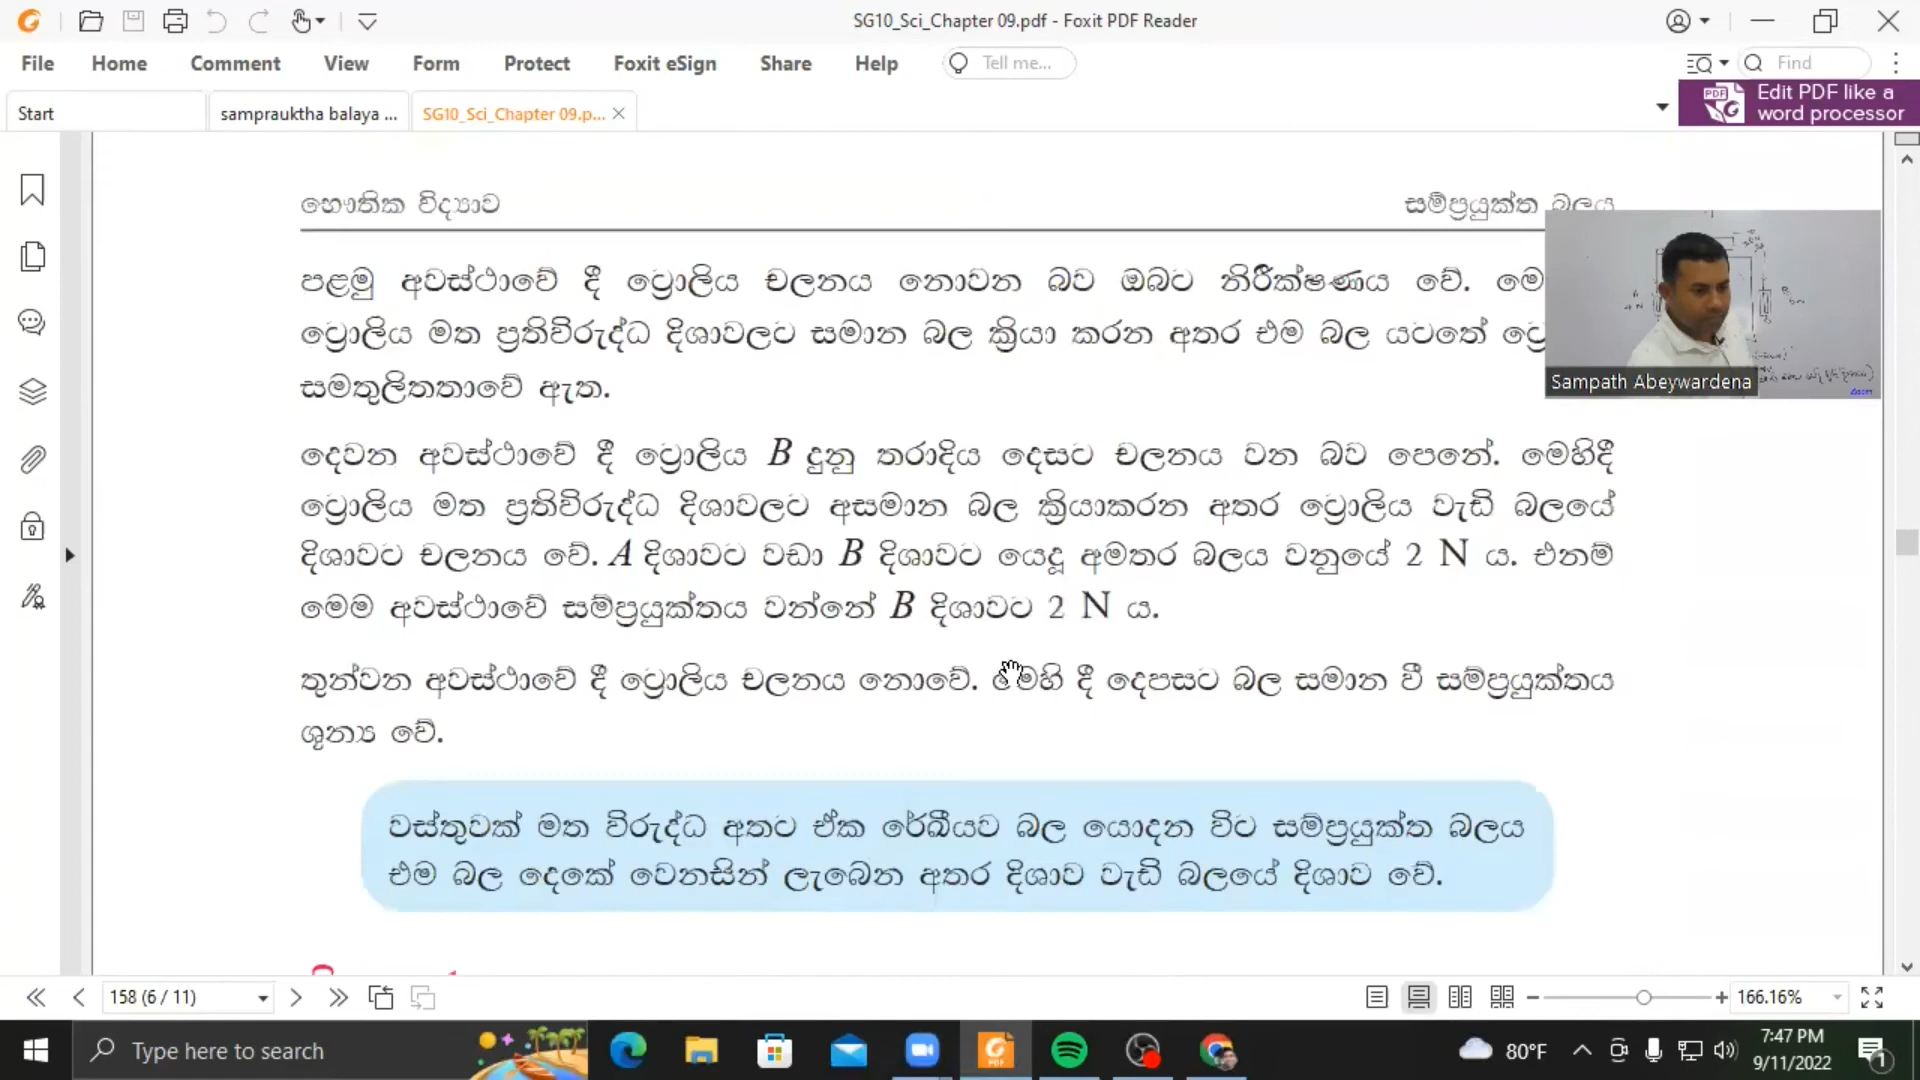 SG10_Sci_Chapter 09.pdf - Foxit PDF Reader
File Home Comment View Form Protect Foxit eSign Share Help Tell me... Find
Start samprauktha balaya ... SG10_Sci_Chapter 09.p...
Edit PDF like a
word processor
භෞතික විද්‍යාව සම්ප්‍රයුක්ත බලය
පළමු අවස්ථාවේ දී ට්‍රොලිය චලනය නොවන බව ඔබට නිරීක්ෂණය වේ.
ට්‍රොලිය මත ප්‍රතිවිරුද්ධ දිශාවලට සමාන බල ක්‍රියා කරන අතර එම බල යටතේ
සමතුලිතතාවේ ඇත.
Sampath Abeywardena
දෙවන අවස්ථාවේ දී ට්‍රොලිය B දුනු තරාදිය දෙසට චලනය වන බව පෙනේ. මෙහිදී
ට්‍රොලිය මත ප්‍රතිවිරුද්ධ දිශාවලට අසමාන බල ක්‍රියාකරන අතර ට්‍රොලිය වැඩි බලයේ
දිශාවට චලනය වේ. A දිශාවට වඩා B දිශාවට යෙදූ අමතර බලය වනුයේ 2 N ය. එනම්
මෙම අවස්ථාවේ සම්ප්‍රයුක්තය වන්නේ B දිශාවට 2 N ය.
තුන්වන අවස්ථාවේ දී ට්‍රොලිය චලනය නොවේ. මෙහි දී දෙපසට බල සමාන වී සම්ප්‍රයුක්තය
ශූන්‍ය වේ.
වස්තුවක් මත විරුද්ධ අතට ඒක රේඛීයව බල යොදන විට සම්ප්‍රයුක්ත බලය
එම බල දෙකේ වෙනසින් ලැබෙන අතර දිශාව වැඩි බලයේ දිශාව වේ.
158 (6 / 11) 166.16%
Type here to search 80°F 7:47 PM
9/11/2022 1